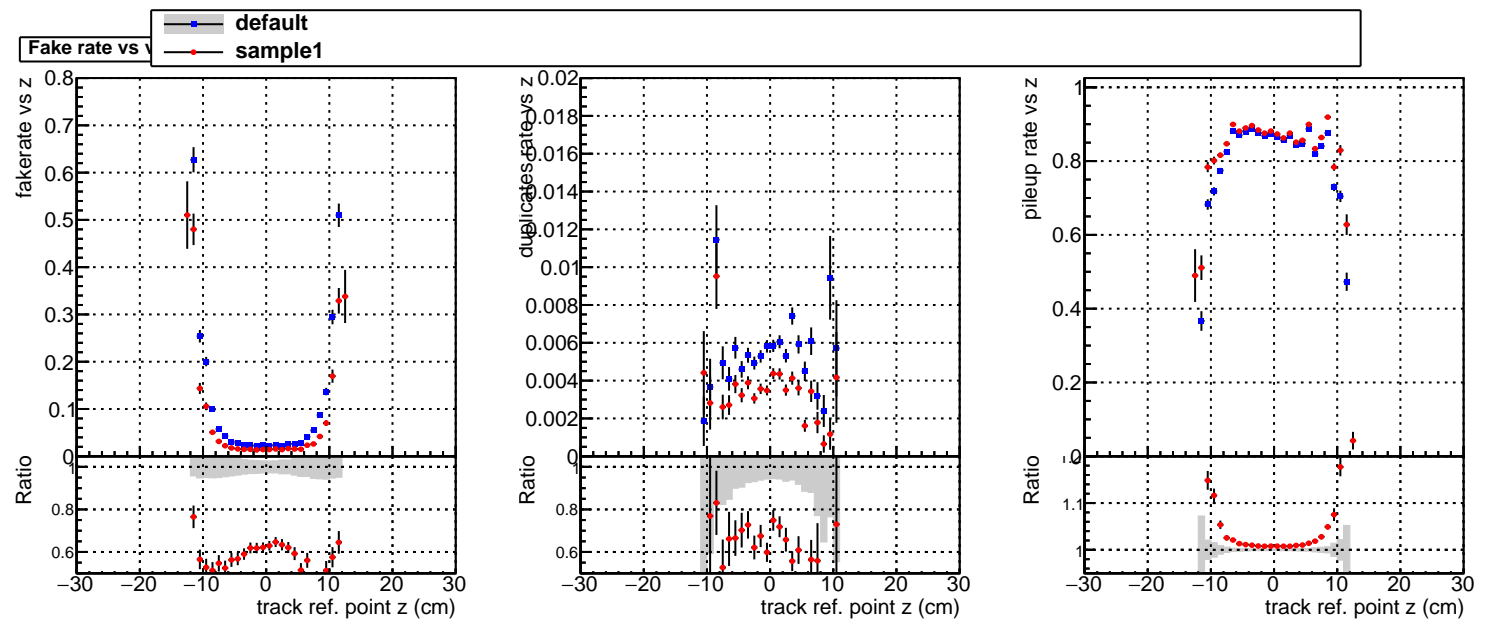 default
sample1
Fake rate vs v
fakerate vs z
0.8
0.7
0.6
0.5
0.4
0.3
0.2
0.1
0
Ratio
1
0.8
0.6
−30 −20 −10 0 10 20 30
track ref. point z (cm)
duplicates rate vs z
0.02
0.018
0.016
0.014
0.012
0.01
0.008
0.006
0.004
0.002
0
Ratio
1
0.8
0.6
−30 −20 −10 0 10 20 30
track ref. point z (cm)
pileup rate vs z
1
0.8
0.6
0.4
0.2
0
Ratio
1.1
1
−30 −20 −10 0 10 20 30
track ref. point z (cm)